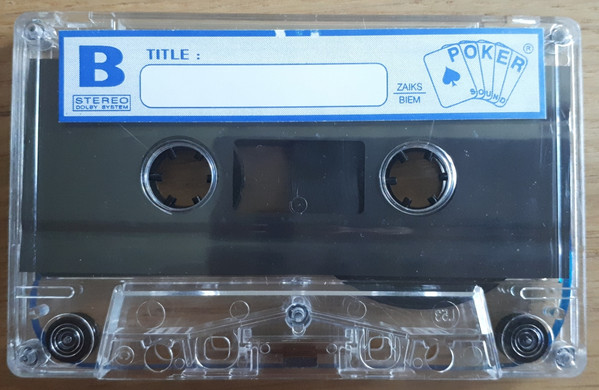 B
TITLE :
STEREO
DOLBY SYSTEM
ZAIKS
BIEM
POKER®
SOUND